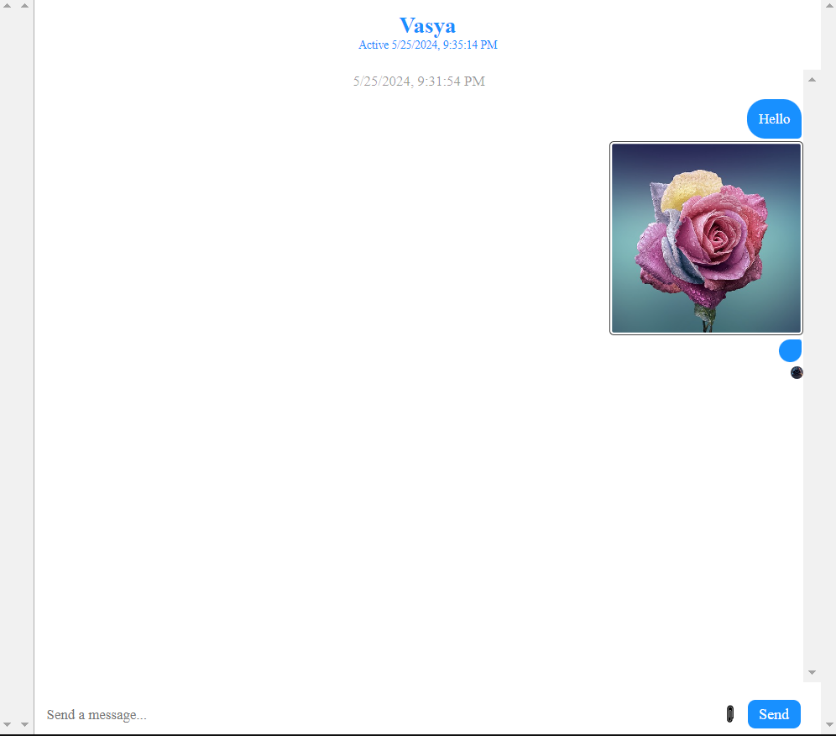 Vasya
Active 5/25/2024, 9:35:14 PM
5/25/2024, 9:31:54 PM
Hello
Send a message...
Send